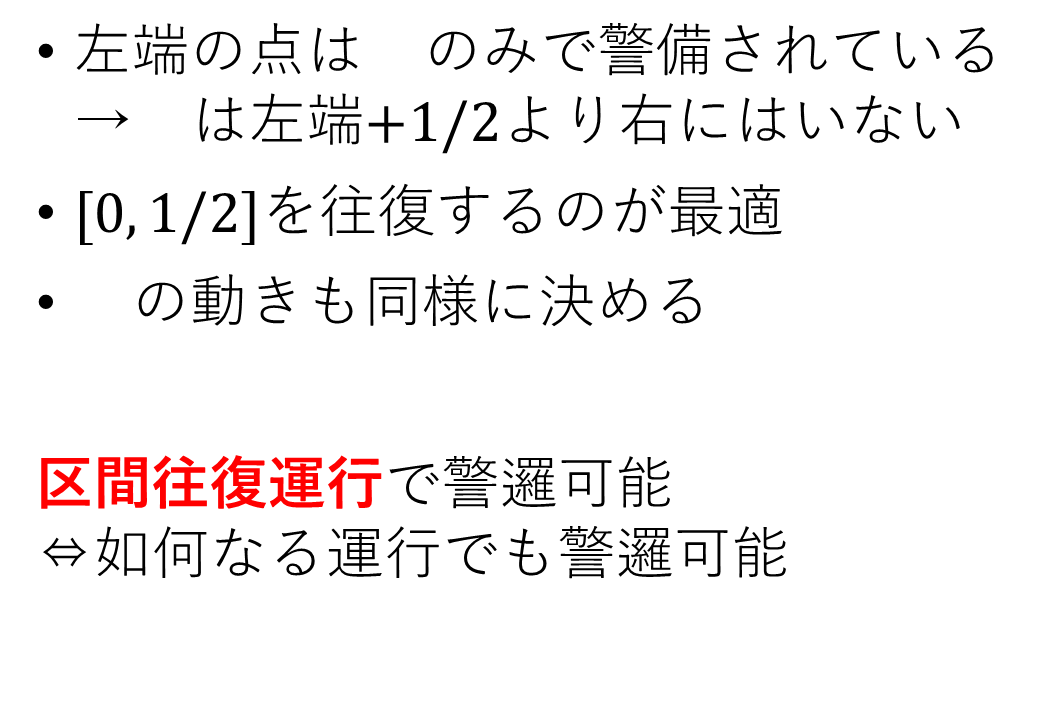 • 左端の点は　のみで警備されている
→　は左端+1/2より右にはいない
• [0, 1/2]を往復するのが最適
•　の動きも同様に決める
区間往復運行で警邏可能
⇔如何なる運行でも警邏可能